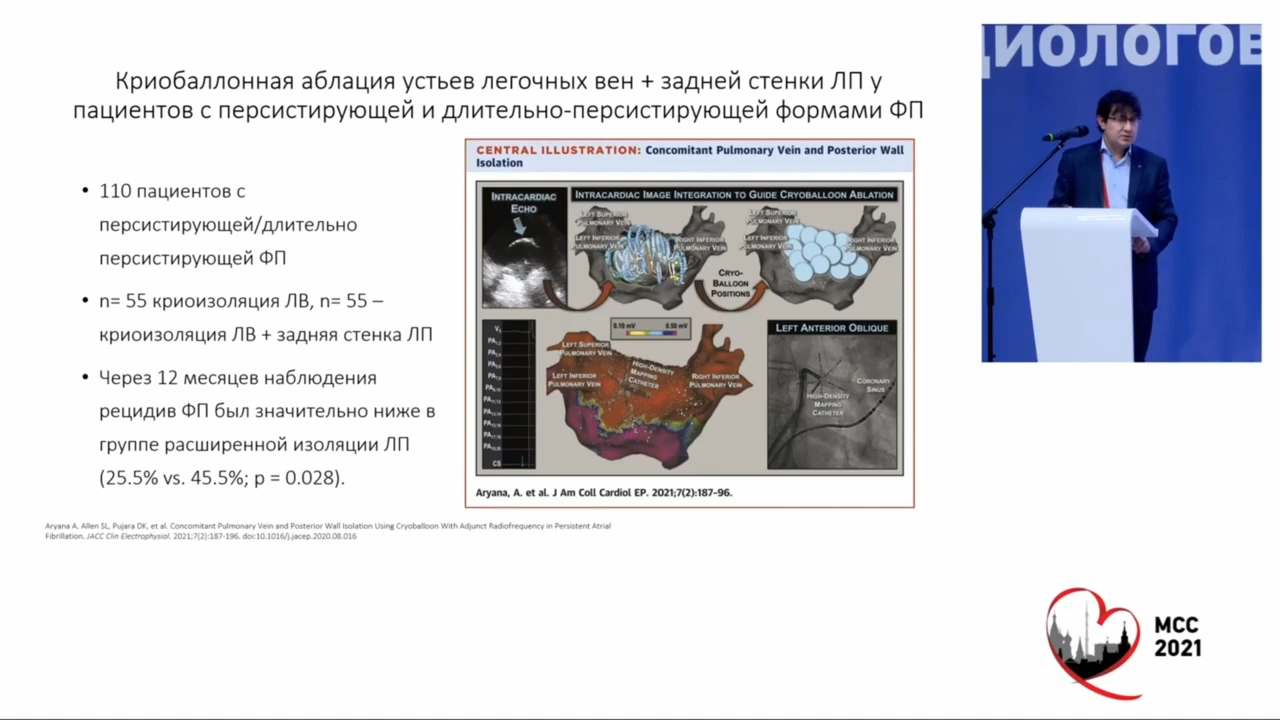 Криобаллонная аблация устьев легочных вен + задней стенки ЛП у
пациентов с персистирующей и длительно-персистирующей формами ФП
• 110 пациентов с
персистирующей/длительно
персистирующей ФП
• n= 55 криоизоляция ЛВ, n= 55 –
криоизоляция ЛВ + задняя стенка ЛП
• Через 12 месяцев наблюдения
рецидив ФП был значительно ниже в
группе расширенной изоляции ЛП
(25.5% vs. 45.5%; p = 0.028).
CENTRAL ILLUSTRATION: Concomitant Pulmonary Vein and Posterior Wall
Isolation
INTRACARDIAC
ECHO
INTRACARDIAC IMAGE INTEGRATION TO GUIDE CRYOBALLOON ABLATION
LEFT SUPERIOR
PULMONARY VEIN
LEFT INFERIOR
PULMONARY VEIN
RIGHT INFERIOR
PULMONARY VEIN
CRYO-
BALLOON
POSITIONS
LEFT SUPERIOR
PULMONARY VEIN
LEFT INFERIOR
PULMONARY VEIN
RIGHT INFERIOR
PULMONARY VEIN
0.10 mV
0.50 mV
LEFT SUPERIOR
PULMONARY VEIN
LEFT INFERIOR
PULMONARY VEIN
HIGH-DENSITY
MAPPING
CATHETER
RIGHT INFERIOR
PULMONARY VEIN
CS
LEFT ANTERIOR OBLIQUE
CORONARY
SINUS
HIGH-DENSITY
MAPPING
CATHETER
Aryana, A. et al. J Am Coll Cardiol EP. 2021;7(2):187-96.
Aryana A, Allen SL, Pujara DK, et al. Concomitant Pulmonary Vein and Posterior Wall Isolation Using Cryoballoon With Adjunct Radiofrequency in Persistent Atrial
Fibrillation. JACC Clin Electrophysiol. 2021;7(2):187-196. doi:10.1016/j.jacep.2020.08.016
диологов
МСС
2021